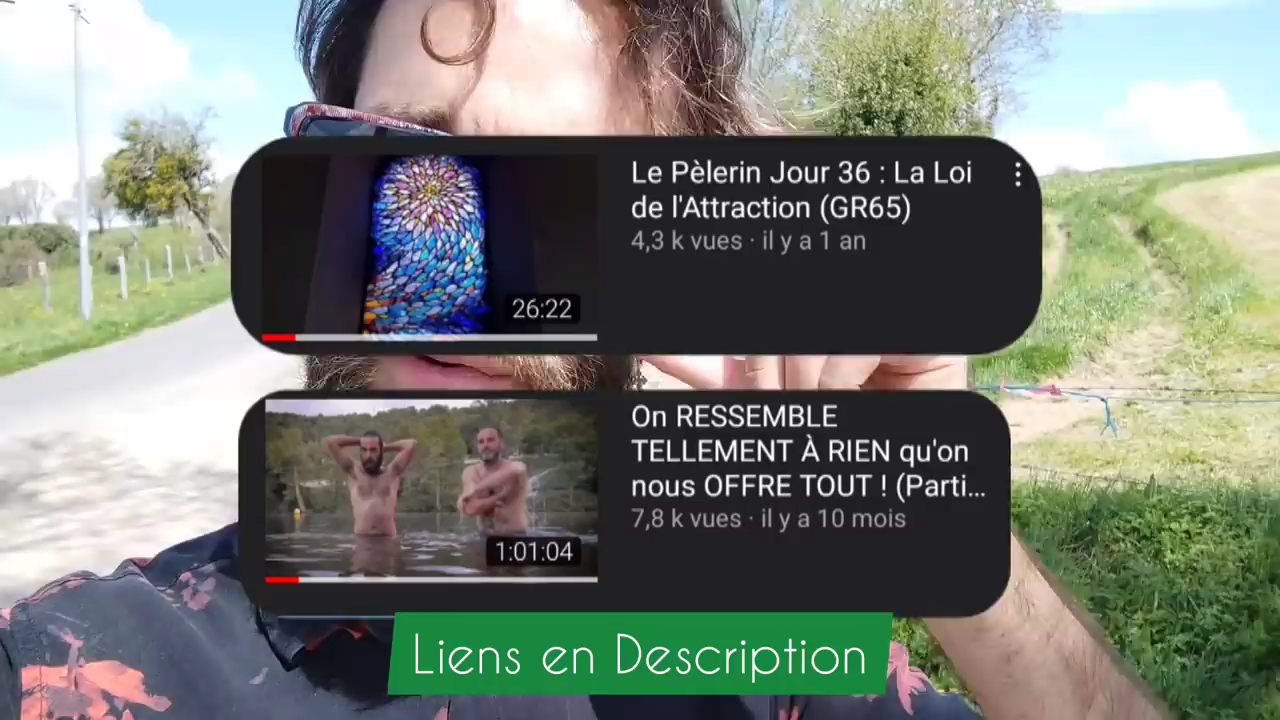 Le Pèlerin Jour 36 : La Loi
de l'Attraction (GR65)
4,3 k vues · il y a 1 an
26:22
On RESSEMBLE
TELLEMENT À RIEN qu'on
nous OFFRE TOUT ! (Parti...
7,8 k vues · il y a 10 mois
1:01:04
Liens en Description